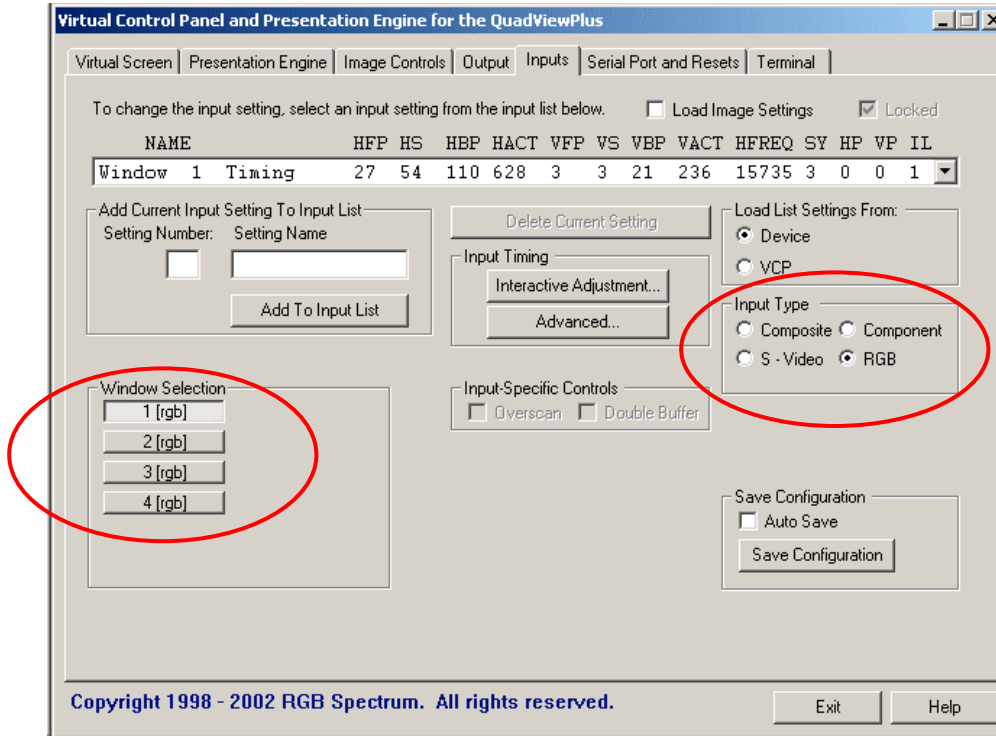 Virtual Control Panel and Presentation Engine for the QuadViewPlus
Virtual Screen Presentation Engine Image Controls Output Inputs Serial Port and Resets Terminal
To change the input setting, select an input setting from the input list below. Load Image Settings Locked
NAME HFP HS HBP HACT VFP VS VBP VACT HFREQ SY HP VP IL
Window 1 Timing 27 54 110 628 3 3 21 236 15735 3 0 0 1
Add Current Input Setting To Input List
Setting Number: Setting Name
Add To Input List
Delete Current Setting
Input Timing
Interactive Adjustment...
Advanced...
Load List Settings From:
Device
VCP
Input Type
Composite Component
S - Video RGB
Window Selection
1 [rgb]
2 [rgb]
3 [rgb]
4 [rgb]
Input-Specific Controls
Overscan Double Buffer
Save Configuration
Auto Save
Save Configuration
Copyright 1998 - 2002 RGB Spectrum. All rights reserved.
Exit Help